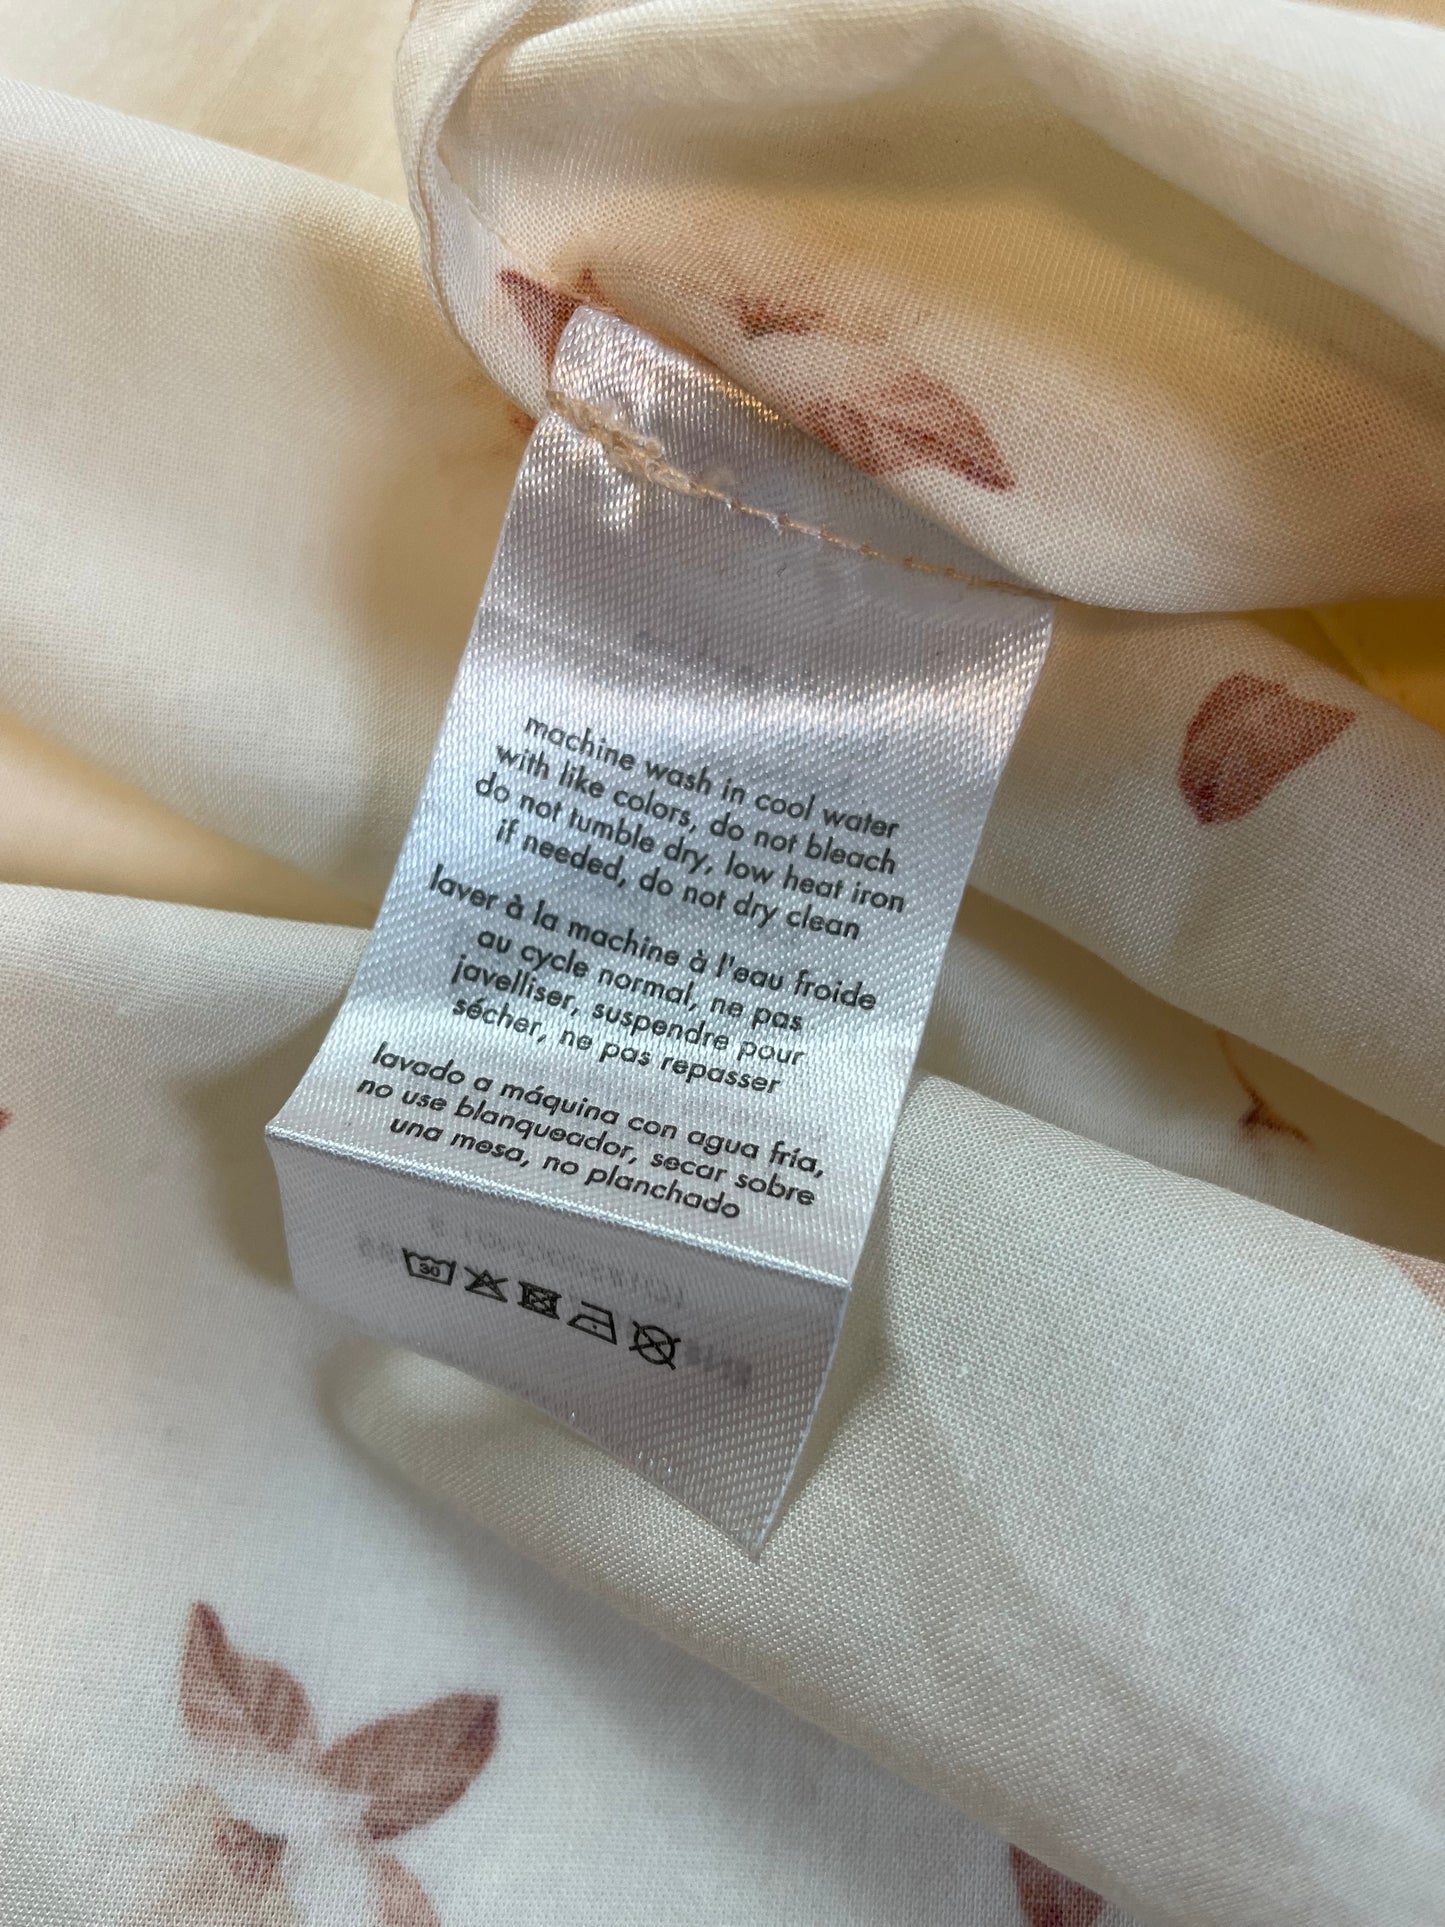 machine wash in cool water
with like colors, do not bleach
do not tumble dry, low heat iron
if needed, do not dry clean
laver à la machine à l'eau froide
au cycle normal, ne pas
javelliser, suspendre pour
sécher, ne pas repasser
lavado a máquina con agua fría,
no use blanqueador, secar sobre
una mesa, no planchado
30